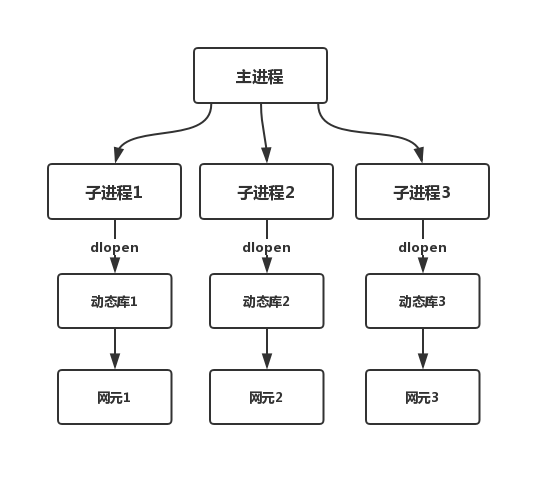 主进程
子进程1
子进程2
子进程3
dlopen
dlopen
dlopen
动态库1
动态库2
动态库3
网元1
网元2
网元3